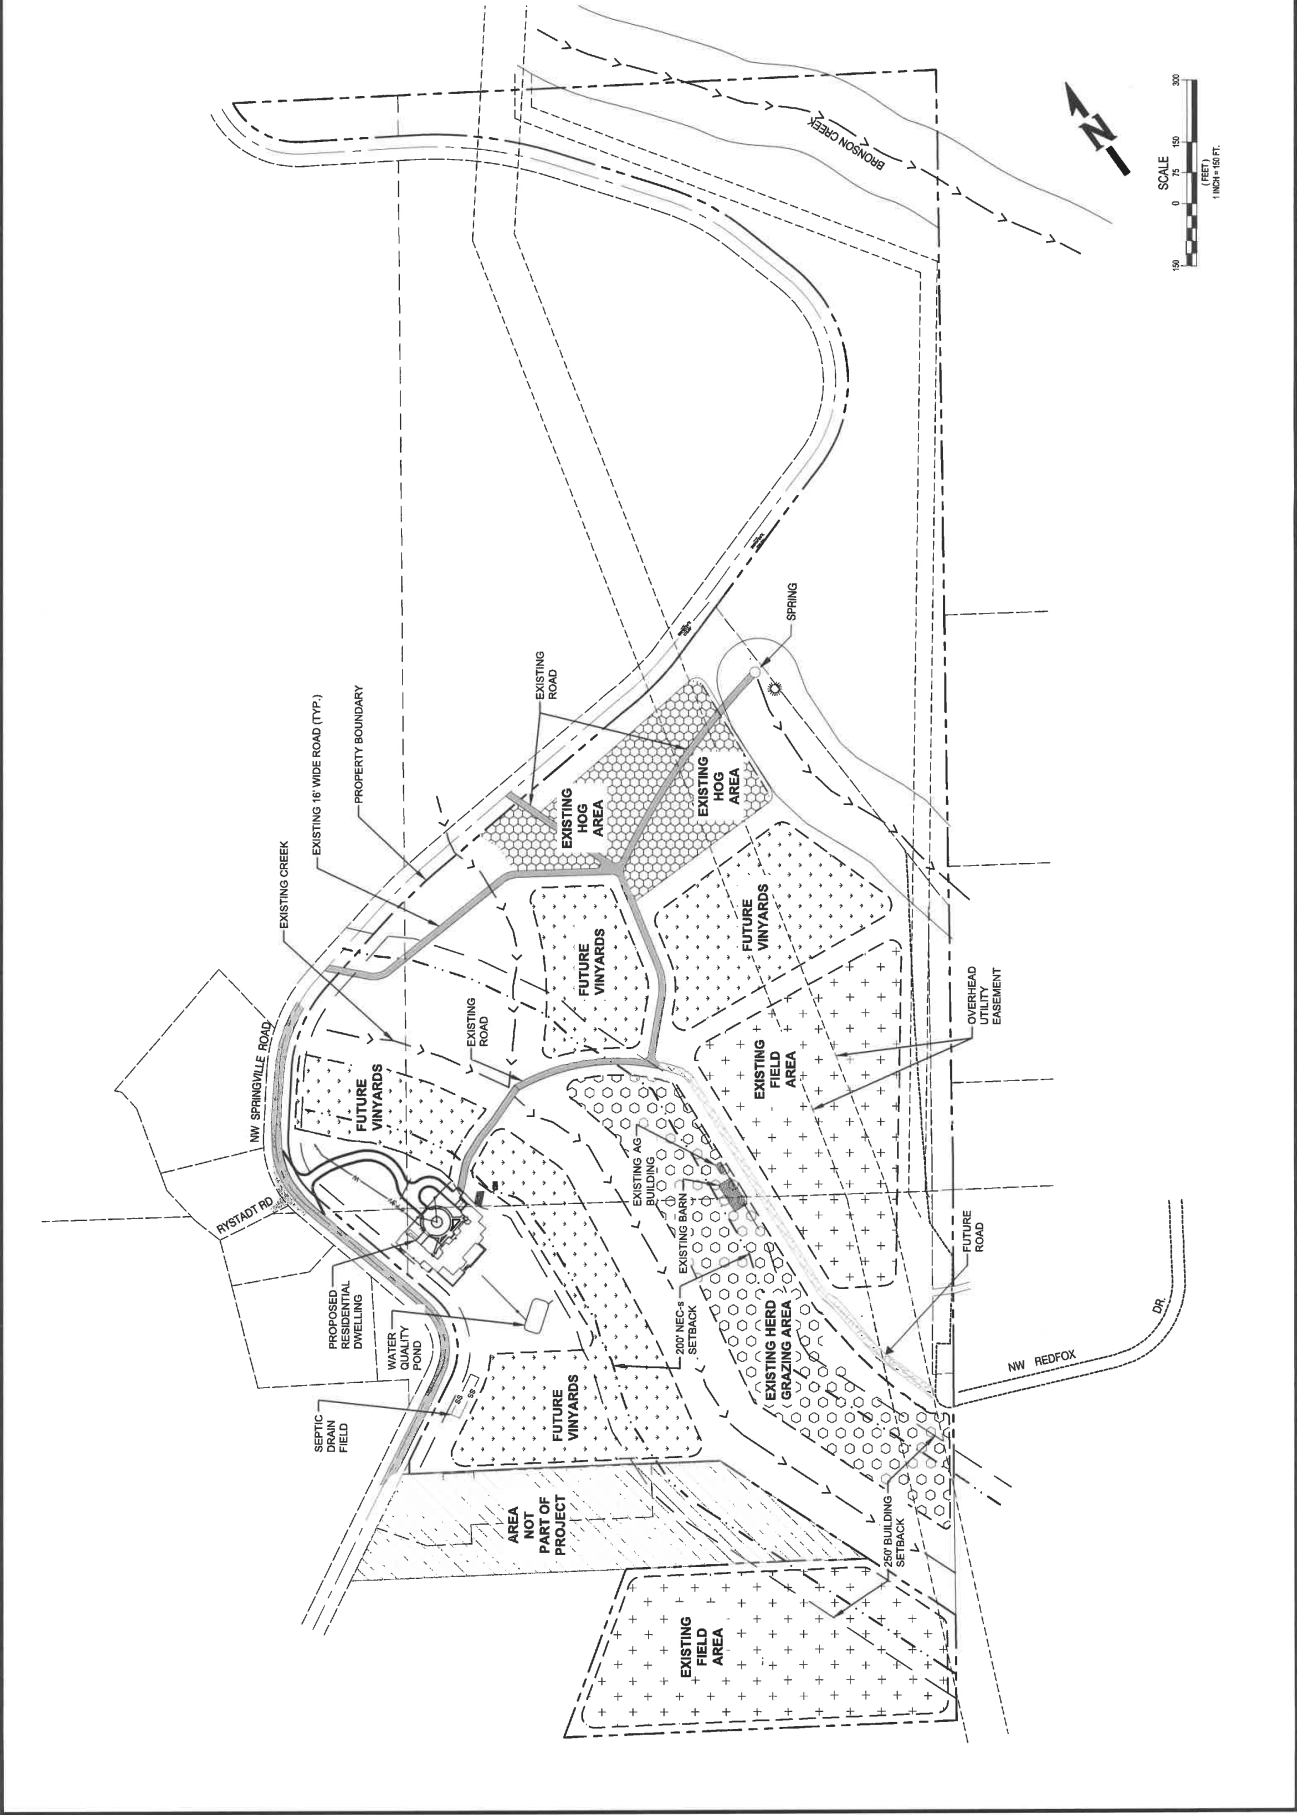 BRONSON CREEK
N
SCALE
150 0 75 150 300
( FEET )
1 INCH = 150 FT.
SPRING
EXISTING
ROAD
PROPERTY BOUNDARY
EXISTING 16' WIDE ROAD (TYP.)
EXISTING CREEK
EXISTING
HOG
AREA
EXISTING
HOG
AREA
FUTURE
VINYARDS
FUTURE
VINYARDS
EXISTING
ROAD
NW SPRINGVILLE ROAD
FUTURE
VINYARDS
EXISTING
FIELD
AREA
OVERHEAD
UTILITY
EASEMENT
RYSTADT RD
W
EXISTING AG
BUILDING
EXISTING BARN
FUTURE
ROAD
PROPOSED
RESIDENTIAL
DWELLING
WATER
QUALITY
POND
200' NEC-s
SETBACK
EXISTING HERD
GRAZING AREA
NW REDFOX
DR.
SEPTIC
DRAIN
FIELD
SS
SS
FUTURE
VINYARDS
AREA
NOT
PART OF
PROJECT
250' BUILDING
SETBACK
EXISTING
FIELD
AREA